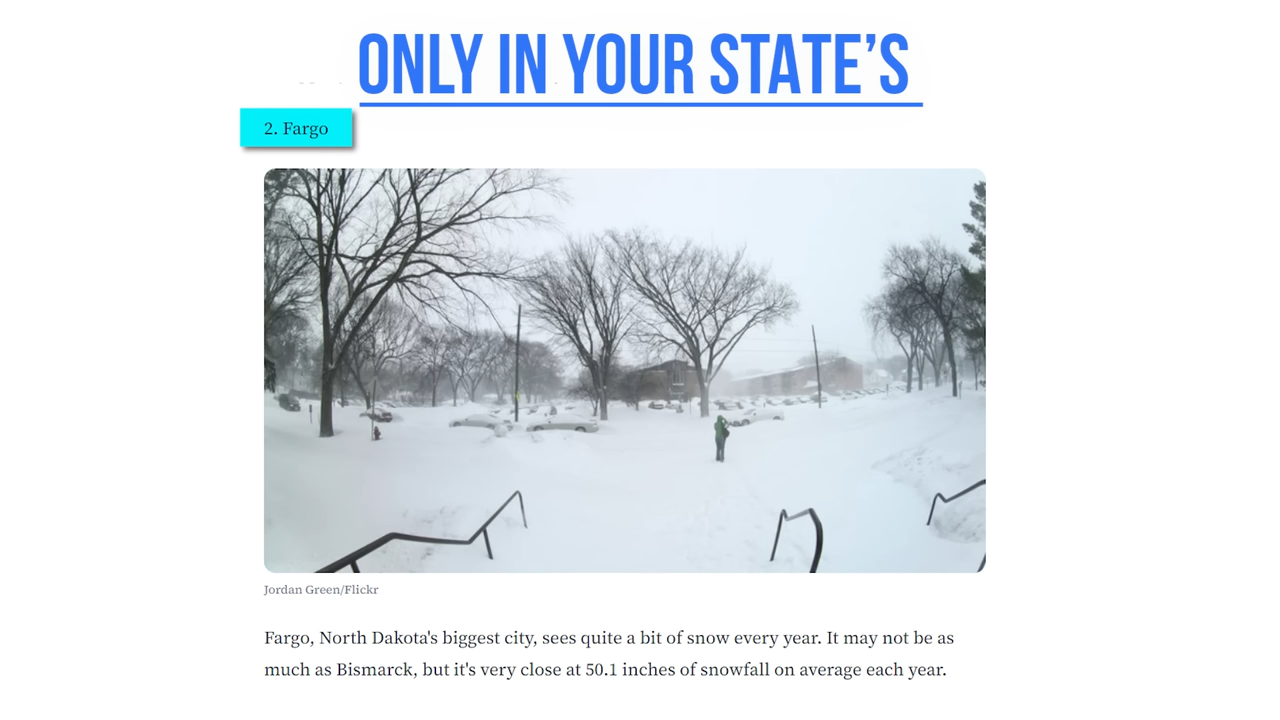 ONLY IN YOUR STATE’S
2. Fargo
Jordan Green/Flickr
Fargo, North Dakota's biggest city, sees quite a bit of snow every year. It may not be as
much as Bismarck, but it's very close at 50.1 inches of snowfall on average each year.